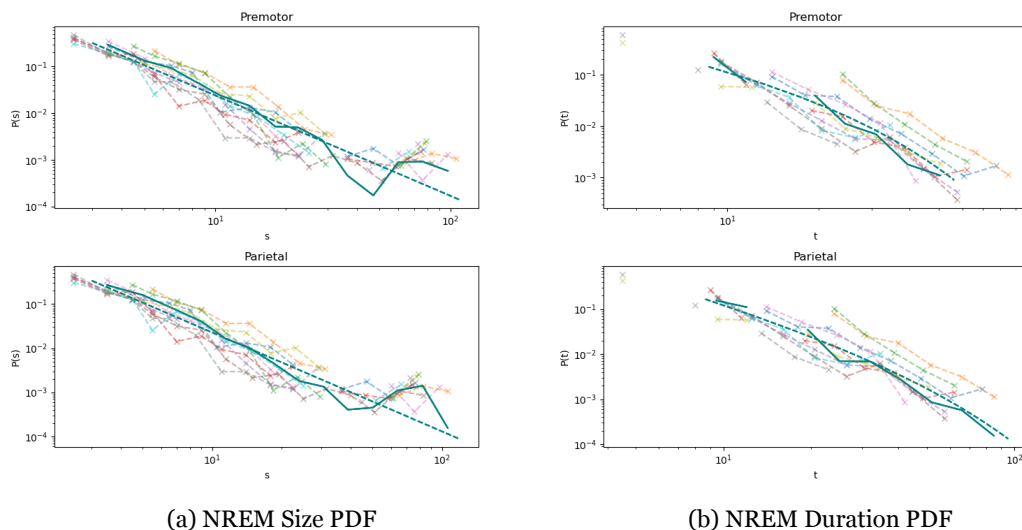 Premotor
10⁻¹
10⁻²
10⁻³
10⁻⁴
P(s)
10¹
10²
s
Parietal
10⁻¹
10⁻²
10⁻³
10⁻⁴
P(s)
10¹
10²
s
(a) NREM Size PDF
Premotor
10⁻¹
10⁻²
10⁻³
P(t)
10¹
t
Parietal
10⁻¹
10⁻²
10⁻³
10⁻⁴
P(t)
10¹
10²
t
(b) NREM Duration PDF